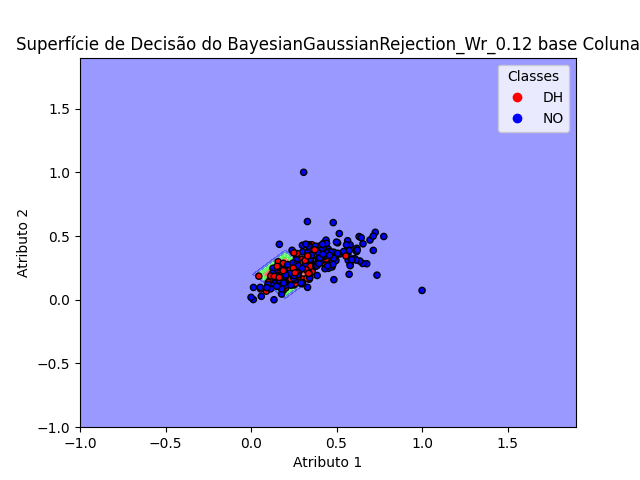 Superfície de Decisão do BayesianGaussianRejection_Wr_0.12 base Coluna
Classes
DH
NO
1.5
1.0
0.5
0.0
−0.5
−1.0
Atributo 2
−1.0 −0.5 0.0 0.5 1.0 1.5
Atributo 1